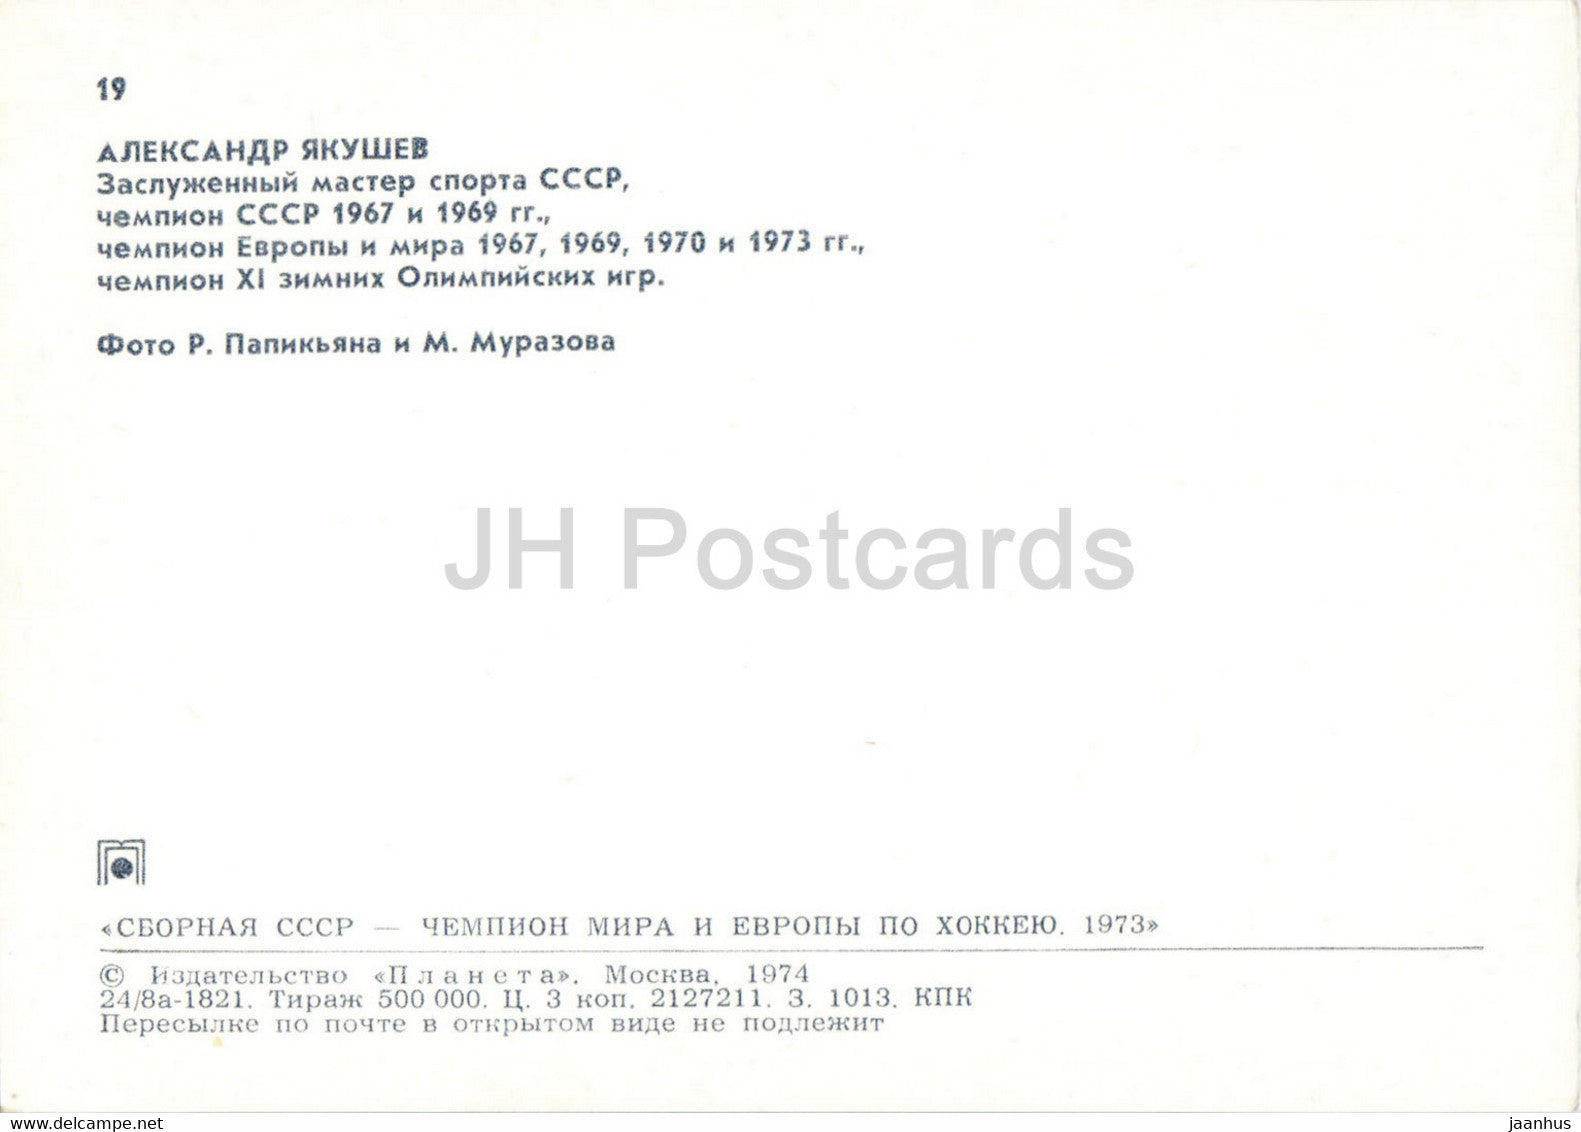 19
АЛЕКСАНДР ЯКУШЕВ
Заслуженный мастер спорта СССР,
чемпион СССР 1967 и 1969 гг.,
чемпион Европы и мира 1967, 1969, 1970 и 1973 гг.,
чемпион XI зимних Олимпийских игр.
Фото Р. Папикьяна и М. Муразова
JH Postcards
«СБОРНАЯ СССР — ЧЕМПИОН МИРА И ЕВРОПЫ ПО ХОККЕЮ. 1973»
© Издательство «Планета». Москва, 1974
24/8а-1821. Тираж 500 000. Ц. 3 коп. 2127211. З. 1013. КПК
Пересылке по почте в открытом виде не подлежит
www.delcampe.net
jaanhus